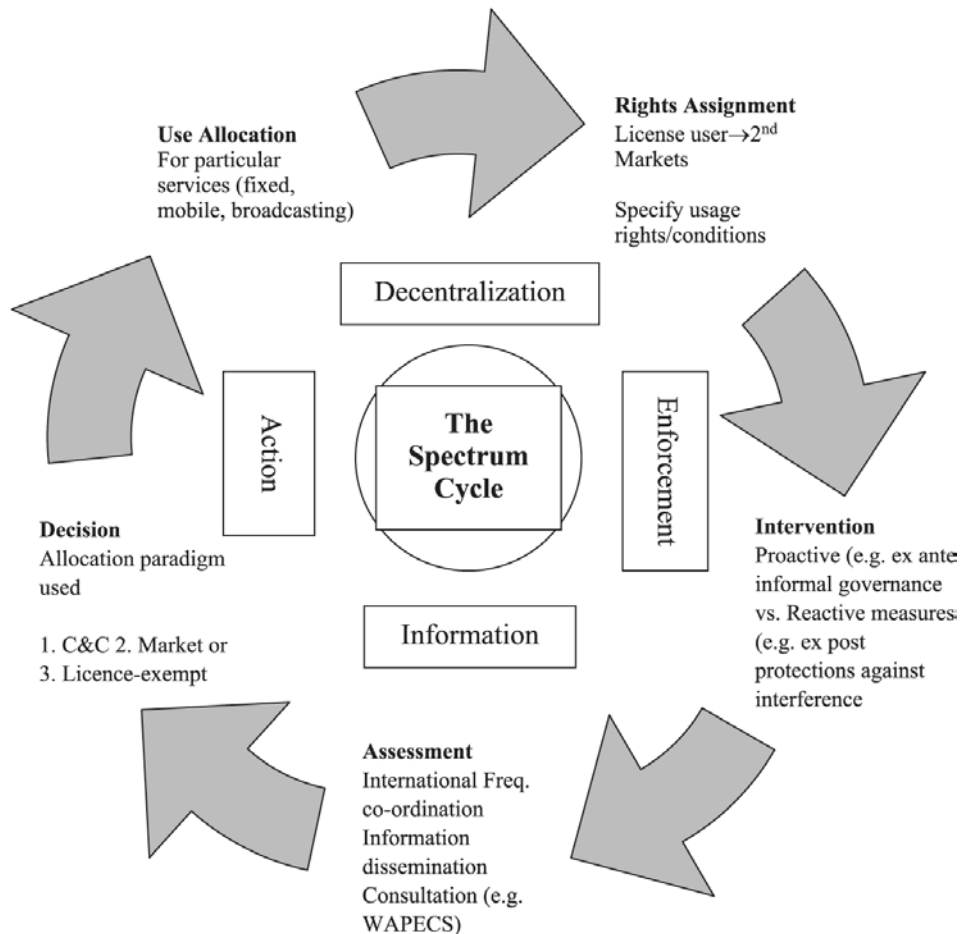 Use Allocation
For particular
services (fixed,
mobile, broadcasting)
Rights Assignment
License user→2nd
Markets
Specify usage
rights/conditions
Decentralization
Action
The
Spectrum
Cycle
Enforcement
Information
Decision
Allocation paradigm
used
1. C&C 2. Market or
3. Licence-exempt
Intervention
Proactive (e.g. ex ante
informal governance
vs. Reactive measures
(e.g. ex post
protections against
interference
Assessment
International Freq.
co-ordination
Information
dissemination
Consultation (e.g.
WAPECS)